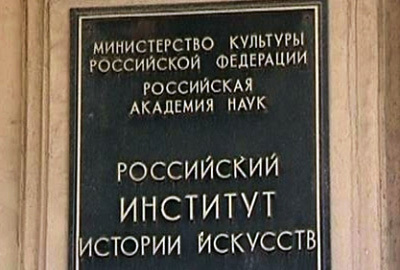 МИНИСТЕРСТВО КУЛЬТУРЫ
РОССИЙСКОЙ ФЕДЕРАЦИИ
РОССИЙСКАЯ
АКАДЕМИЯ НАУК
РОССИЙСКИЙ
ИНСТИТУТ
ИСТОРИИ ИСКУССТВ